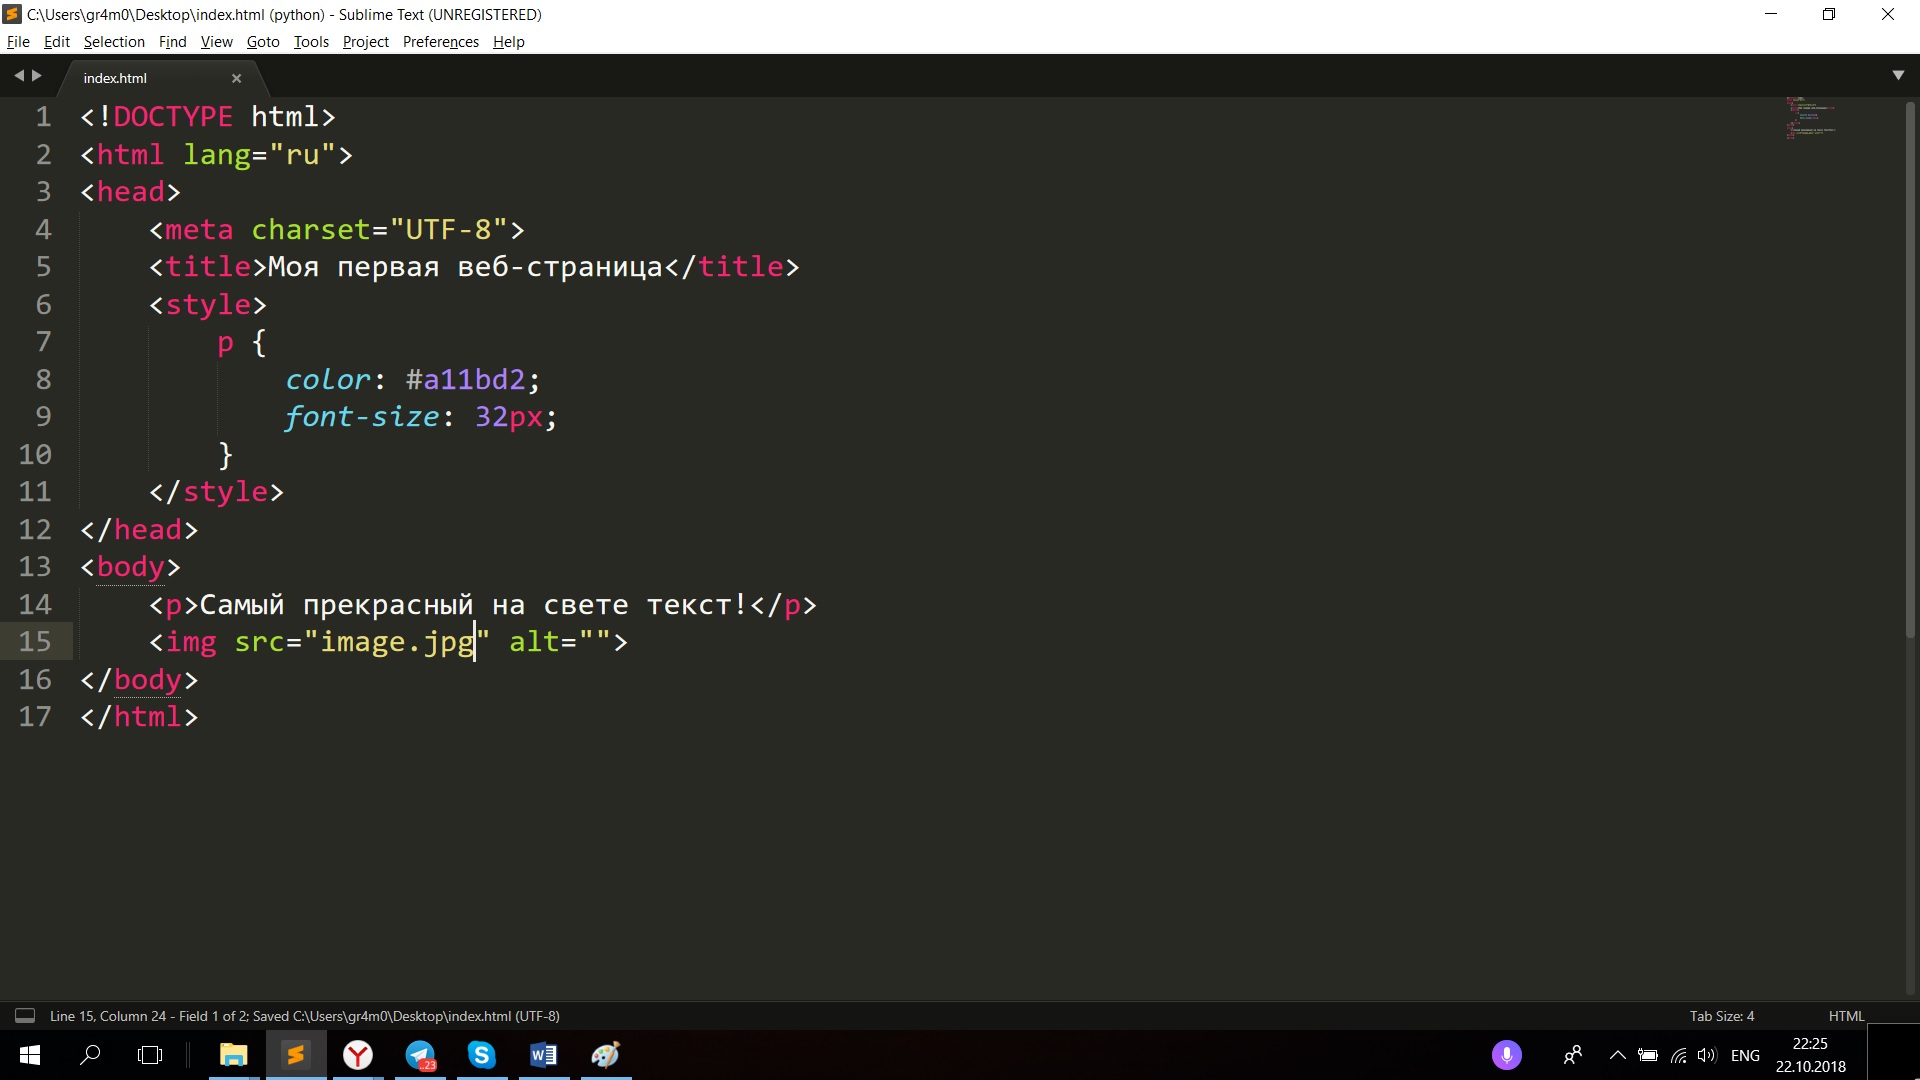 C:\Users\gr4m0\Desktop\index.html (python) - Sublime Text (UNREGISTERED)
File Edit Selection Find View Goto Tools Project Preferences Help
index.html
1 <!DOCTYPE html>
2 <html lang="ru">
3 <head>
4 <meta charset="UTF-8">
5 <title>Моя первая веб-страница</title>
6 <style>
7 p {
8 color: #a11bd2;
9 font-size: 32px;
10 }
11 </style>
12 </head>
13 <body>
14 <p>Самый прекрасный на свете текст!</p>
15 <img src="image.jpg" alt="">
16 </body>
17 </html>
Line 15, Column 24 - Field 1 of 2; Saved C:\Users\gr4m0\Desktop\index.html (UTF-8) Tab Size: 4 HTML
ENG 22:25
22.10.2018